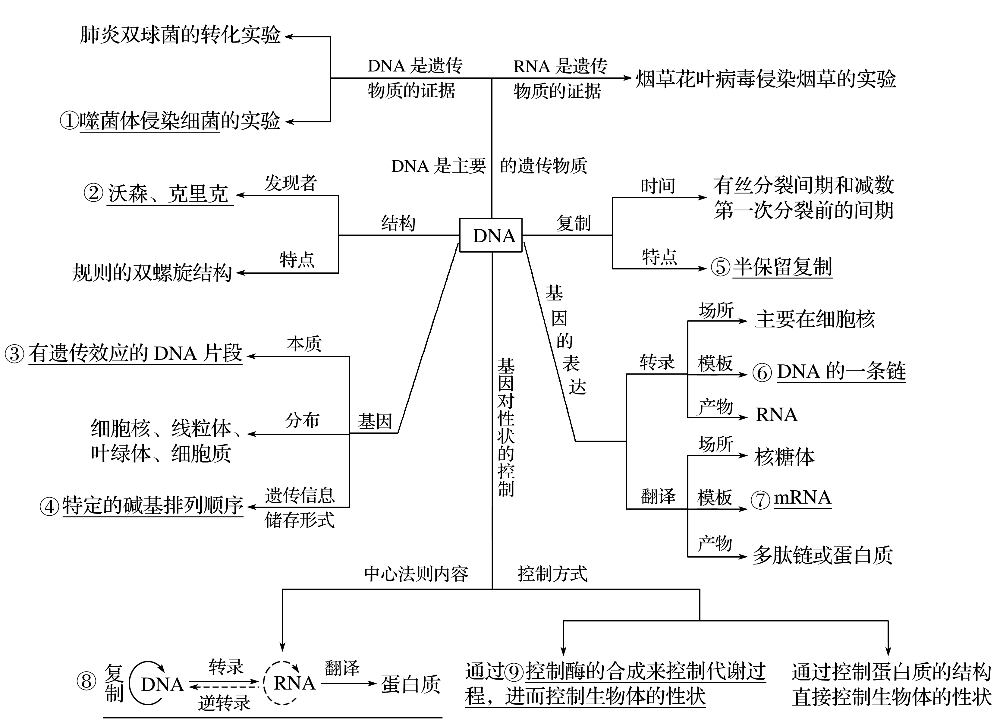 肺炎双球菌的转化实验
DNA 是遗传
物质的证据
RNA 是遗传
物质的证据
烟草花叶病毒侵染烟草的实验
①噬菌体侵染细菌的实验
DNA 是主要
的遗传物质
②沃森、克里克
发现者
结构
特点
规则的双螺旋结构
DNA
复制
时间
有丝分裂间期和减数
第一次分裂前的间期
特点
⑤半保留复制
③有遗传效应的 DNA 片段
本质
细胞核、线粒体、
叶绿体、细胞质
分布
基因
④特定的碱基排列顺序
遗传信息
储存形式
基因对性状的控制
基因的表达
转录
场所
主要在细胞核
模板
⑥ DNA 的一条链
产物
RNA
翻译
场所
核糖体
模板
⑦ mRNA
产物
多肽链或蛋白质
中心法则内容
控制方式
⑧
复制
DNA
转录
逆转录
RNA
翻译
蛋白质
通过⑨控制酶的合成来控制代谢过
程，进而控制生物体的性状
通过控制蛋白质的结构
直接控制生物体的性状